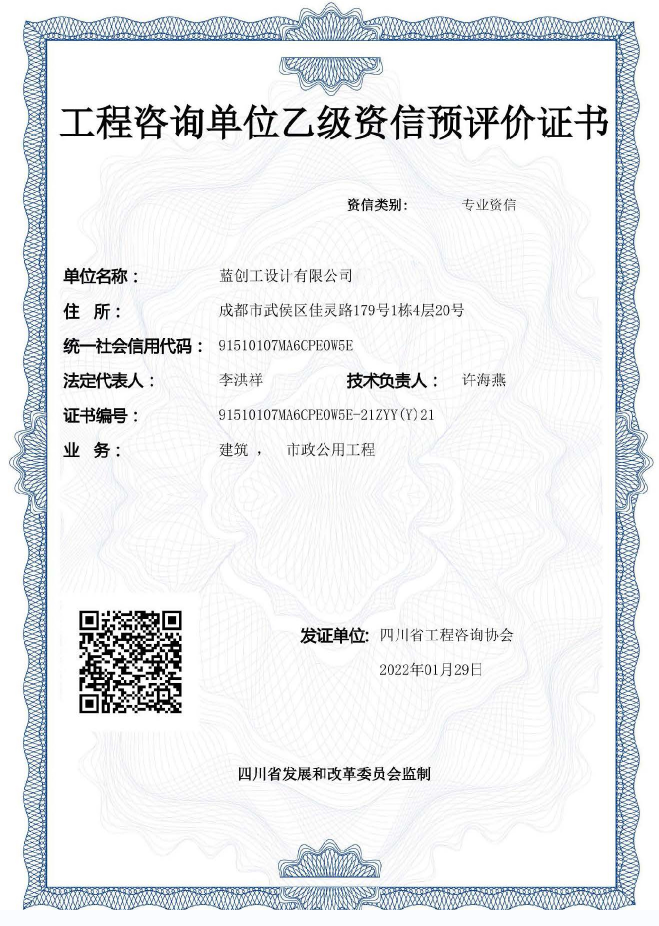 工程咨询单位乙级资信预评价证书
资信类别： 专业资信
单位名称： 蓝创工设计有限公司
住 所： 成都市武侯区佳灵路179号1栋4层20号
统一社会信用代码： 91510107MA6CPE0W5E
法定代表人： 李洪祥 技术负责人： 许海燕
证书编号： 91510107MA6CPE0W5E-21ZYY(Y)21
业 务： 建筑 ， 市政公用工程
发证单位: 四川省工程咨询协会
2022年01月29日
四川省发展和改革委员会监制